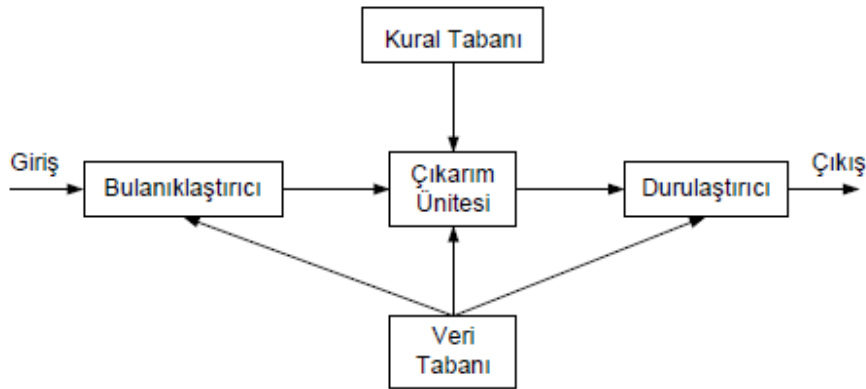 Kural Tabanı
Giriş
Bulanıklaştırıcı
Çıkarım
Ünitesi
Durulaştırıcı
Çıkış
Veri
Tabanı